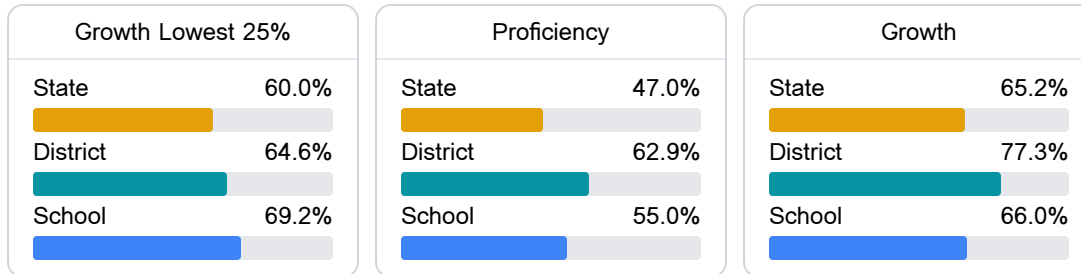 Growth Lowest 25%
State 60.0%
District 64.6%
School 69.2%
Proficiency
State 47.0%
District 62.9%
School 55.0%
Growth
State 65.2%
District 77.3%
School 66.0%